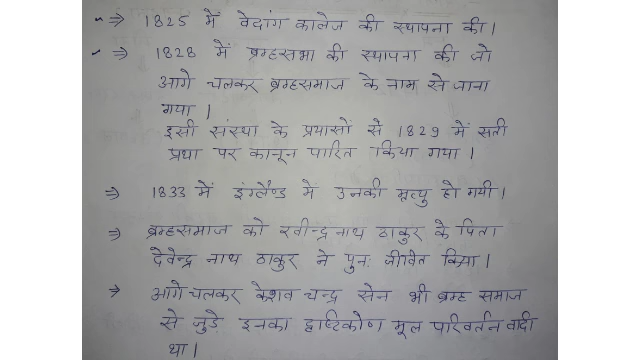 ⇒ 1825 में वेदांग कालेज की स्थापना की।
⇒ 1828 में ब्रम्हसभा की स्थापना की जो
आगे चलकर ब्रम्हसमाज के नाम से जाना
गया।
इसी संस्था के प्रयासों से 1829 में सती
प्रथा पर कानून पारित किया गया।
⇒ 1833 में इंग्लैण्ड में उनकी मृत्यु हो गयी।
⇒ ब्रम्हसमाज को रवीन्द्र नाथ ठाकुर के पिता
देवेन्द्र नाथ ठाकुर ने पुनः जीवित किया।
⇒ आगे चलकर केशव चन्द्र सेन भी ब्रम्ह समाज
से जुड़े इनका दृष्टिकोण मूल परिवर्तन वादी
था।